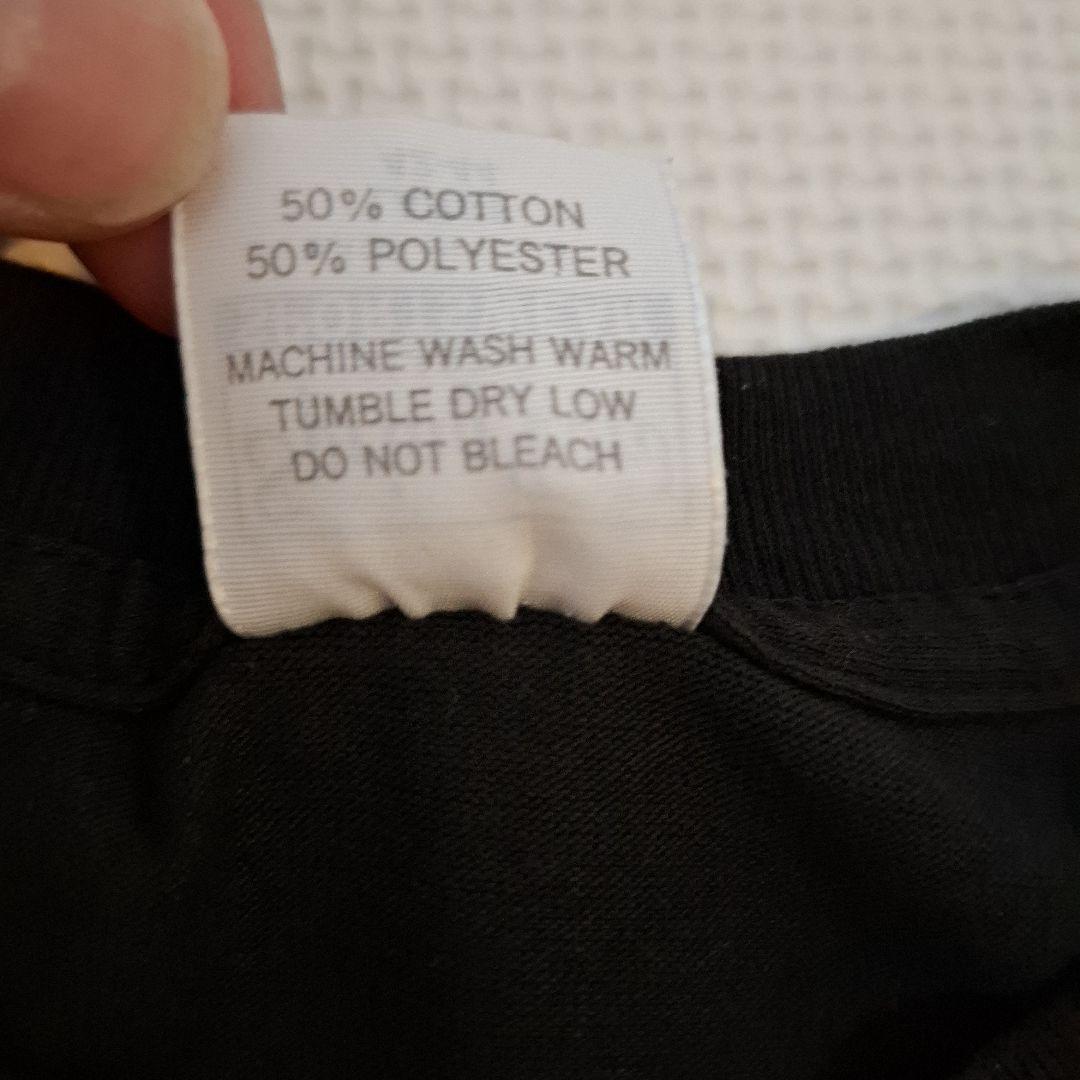 50% COTTON
50% POLYESTER
MACHINE WASH WARM
TUMBLE DRY LOW
DO NOT BLEACH